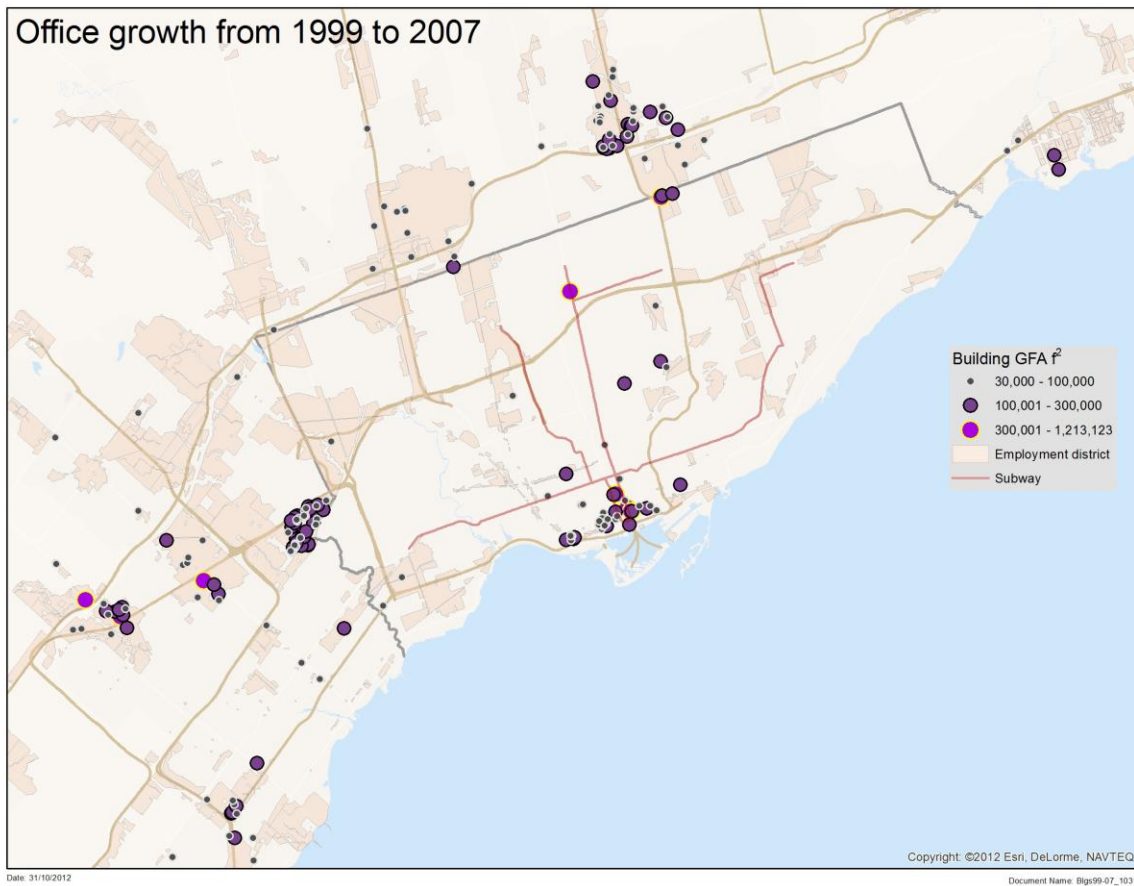 Office growth from 1999 to 2007
Building GFA f²
30,000 - 100,000
100,001 - 300,000
300,001 - 1,213,123
Employment district
Subway
Copyright: ©2012 Esri, DeLorme, NAVTEQ
Date: 31/10/2012
Document Name: Blgs99-07_103